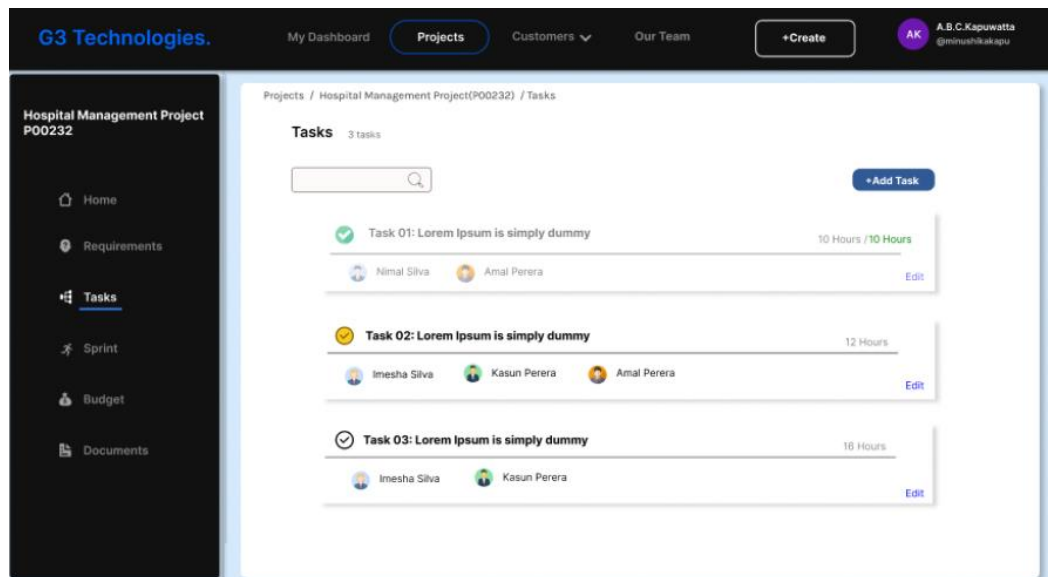 G3 Technologies.
My Dashboard
Projects
Customers
Our Team
+Create
AK
A.B.C.Kapuwatta
@minushikakapu
Hospital Management Project
P00232
Home
Requirements
Tasks
Sprint
Budget
Documents
Projects / Hospital Management Project(P00232) / Tasks
Tasks 3 tasks
+Add Task
Task 01: Lorem Ipsum is simply dummy
10 Hours /10 Hours
Nimal Silva Amal Perera
Edit
Task 02: Lorem Ipsum is simply dummy
12 Hours
Imesha Silva Kasun Perera Amal Perera
Edit
Task 03: Lorem Ipsum is simply dummy
16 Hours
Imesha Silva Kasun Perera
Edit